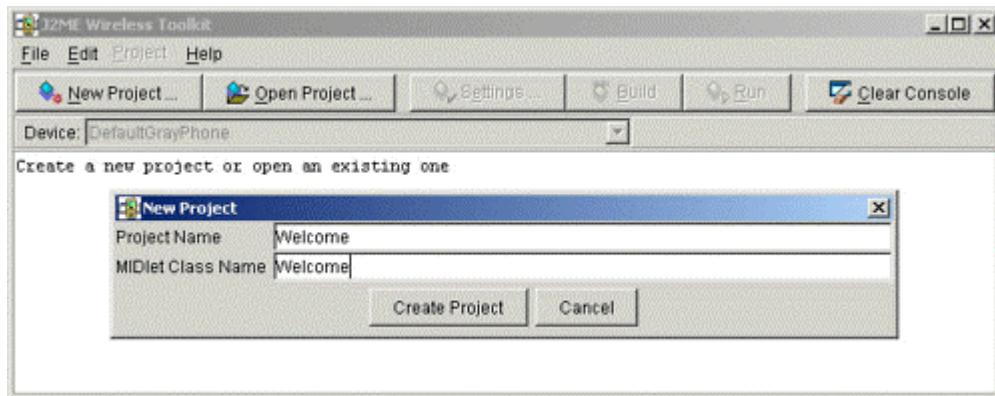 J2ME Wireless Toolkit
File Edit Project Help
New Project ... Open Project ... Settings ... Build Run Clear Console
Device: DefaultGrayPhone
Create a new project or open an existing one
New Project
Project Name Welcome
MIDlet Class Name Welcome
Create Project Cancel